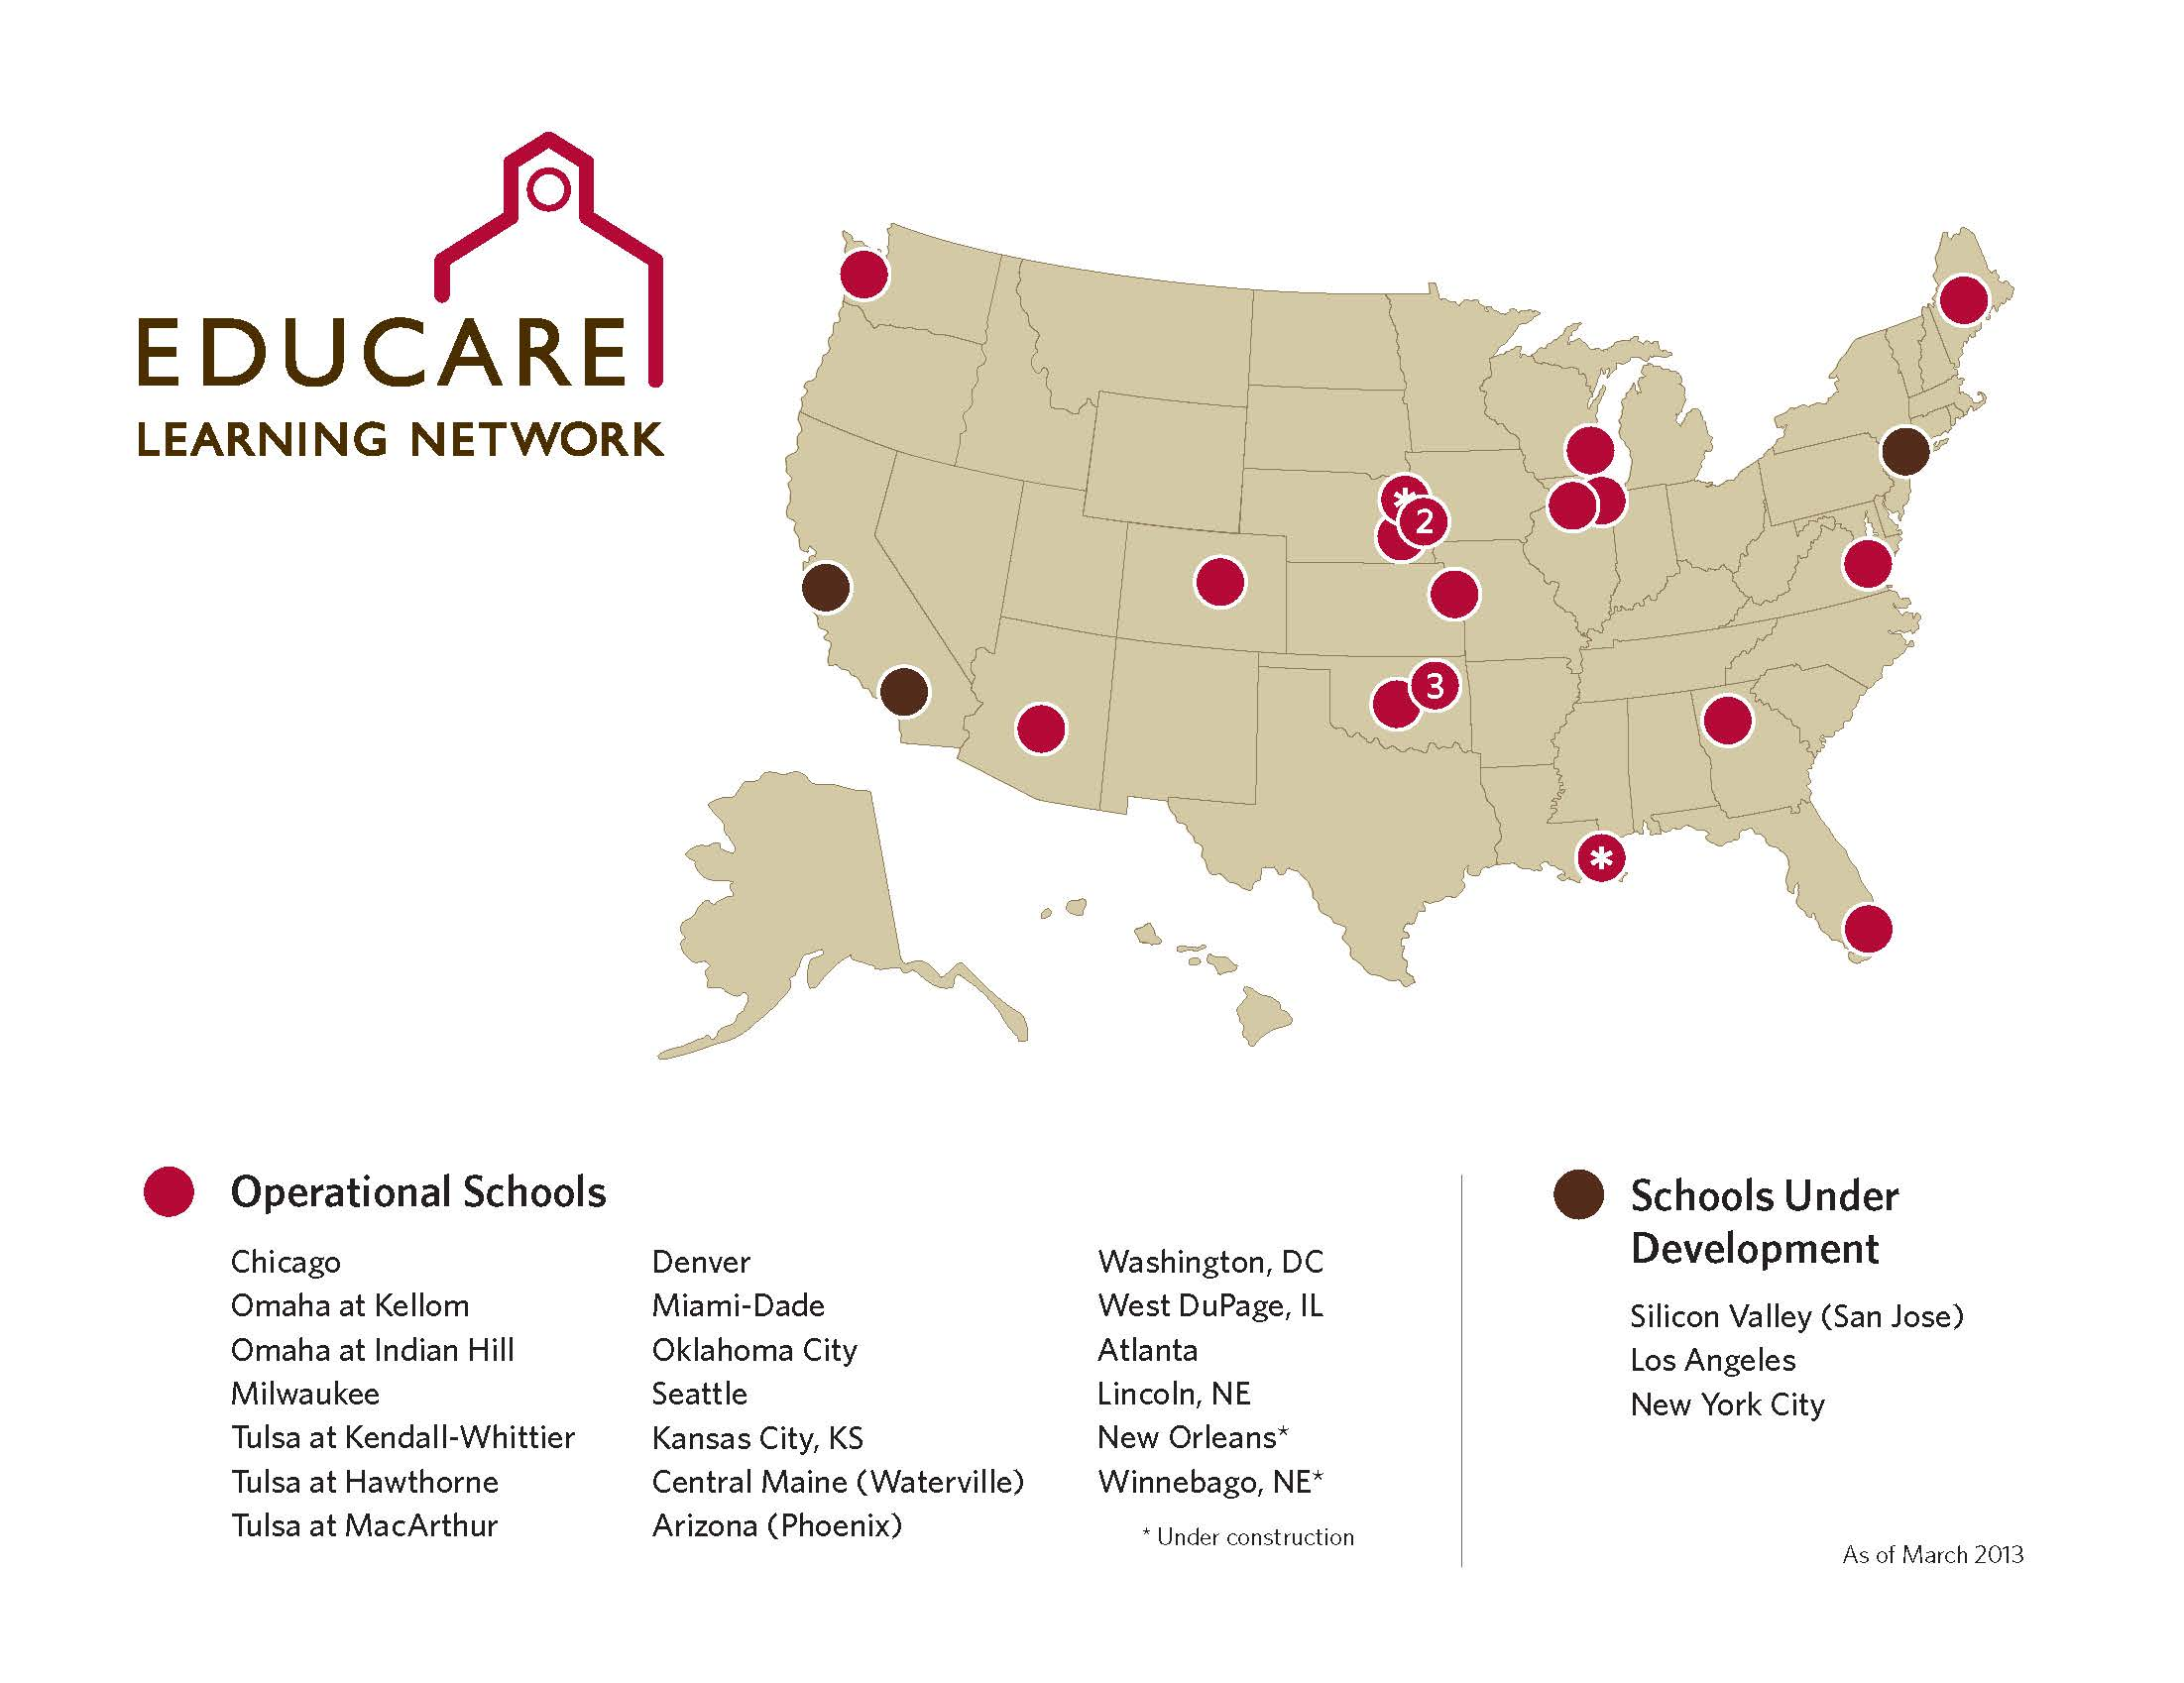 EDUCARE
LEARNING NETWORK
*
2
3
*
Operational Schools
Chicago
Omaha at Kellom
Omaha at Indian Hill
Milwaukee
Tulsa at Kendall-Whittier
Tulsa at Hawthorne
Tulsa at MacArthur
Denver
Miami-Dade
Oklahoma City
Seattle
Kansas City, KS
Central Maine (Waterville)
Arizona (Phoenix)
Washington, DC
West DuPage, IL
Atlanta
Lincoln, NE
New Orleans*
Winnebago, NE*
* Under construction
Schools Under
Development
Silicon Valley (San Jose)
Los Angeles
New York City
As of March 2013